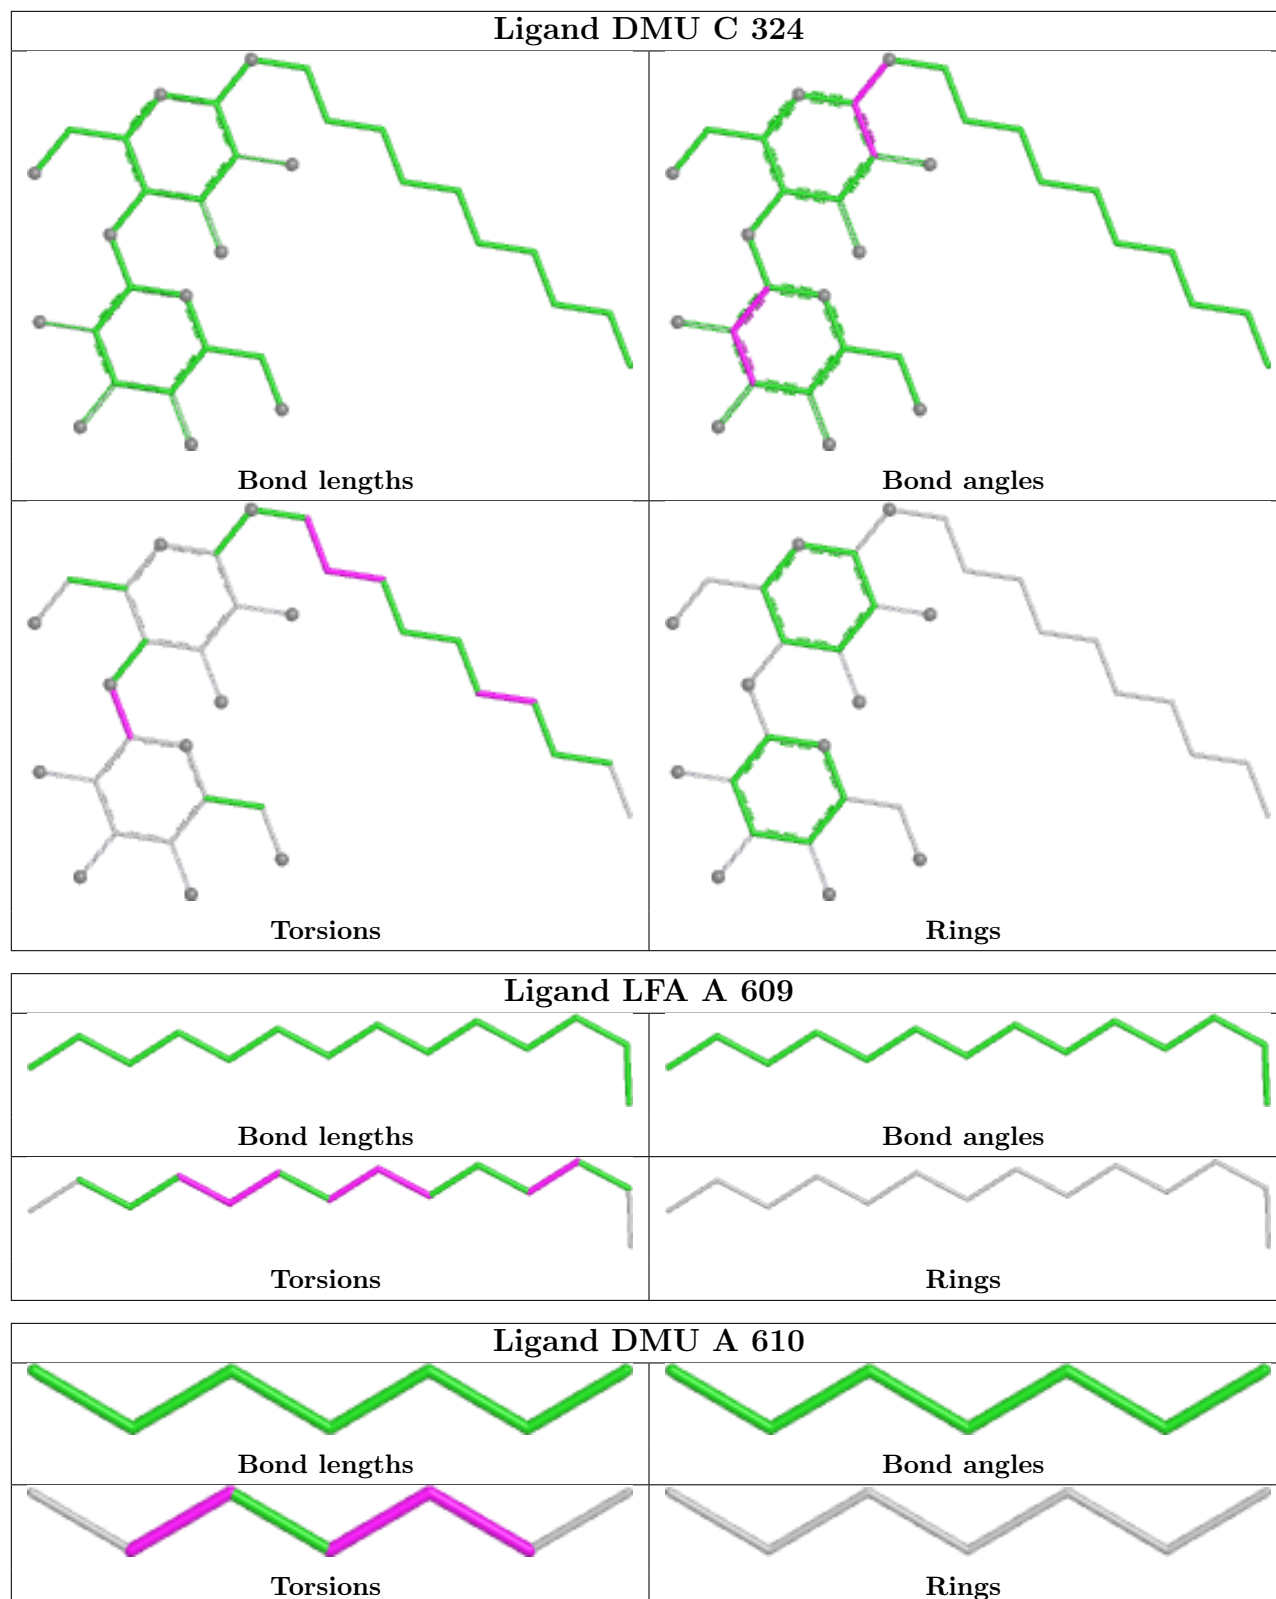 Ligand DMU C 324
Bond lengths
Bond angles
Torsions
Rings
Ligand LFA A 609
Bond lengths
Bond angles
Torsions
Rings
Ligand DMU A 610
Bond lengths
Bond angles
Torsions
Rings